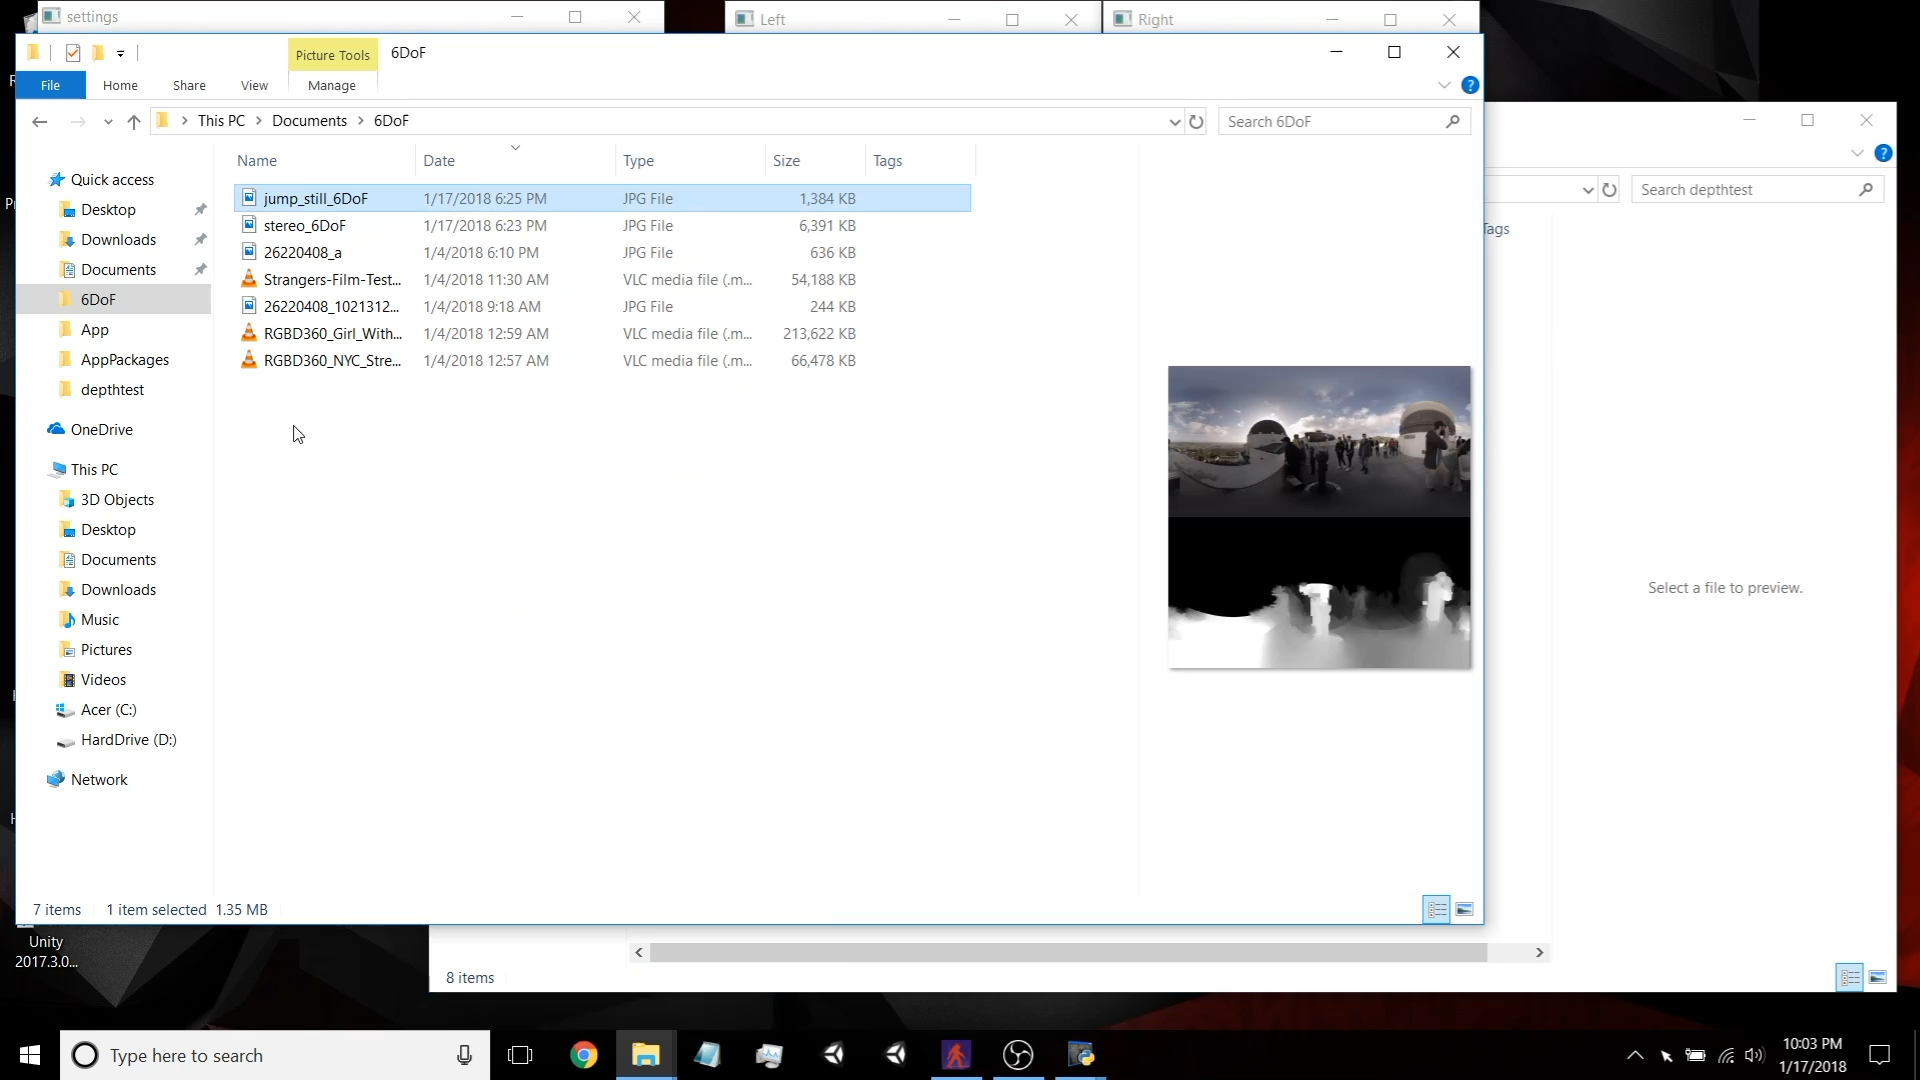 settings
Left
Right
Picture Tools
6DoF
File
Home
Share
View
Manage
This PC
Documents
6DoF
Search 6DoF
Search depthtest
Name
Date
Type
Size
Tags
jump_still_6DoF 1/17/2018 6:25 PM JPG File 1,384 KB
stereo_6DoF 1/17/2018 6:23 PM JPG File 6,391 KB
26220408_a 1/4/2018 6:10 PM JPG File 636 KB
Strangers-Film-Test... 1/4/2018 11:30 AM VLC media file (.m... 54,188 KB
26220408_1021312... 1/4/2018 9:18 AM JPG File 244 KB
RGBD360_Girl_With... 1/4/2018 12:59 AM VLC media file (.m... 213,622 KB
RGBD360_NYC_Stre... 1/4/2018 12:57 AM VLC media file (.m... 66,478 KB
Quick access
Desktop
Downloads
Documents
6DoF
App
AppPackages
depthtest
OneDrive
This PC
3D Objects
Desktop
Documents
Downloads
Music
Pictures
Videos
Acer (C:)
HardDrive (D:)
Network
Select a file to preview.
7 items 1 item selected 1.35 MB
Unity
2017.3.0...
8 items
Type here to search
10:03 PM
1/17/2018